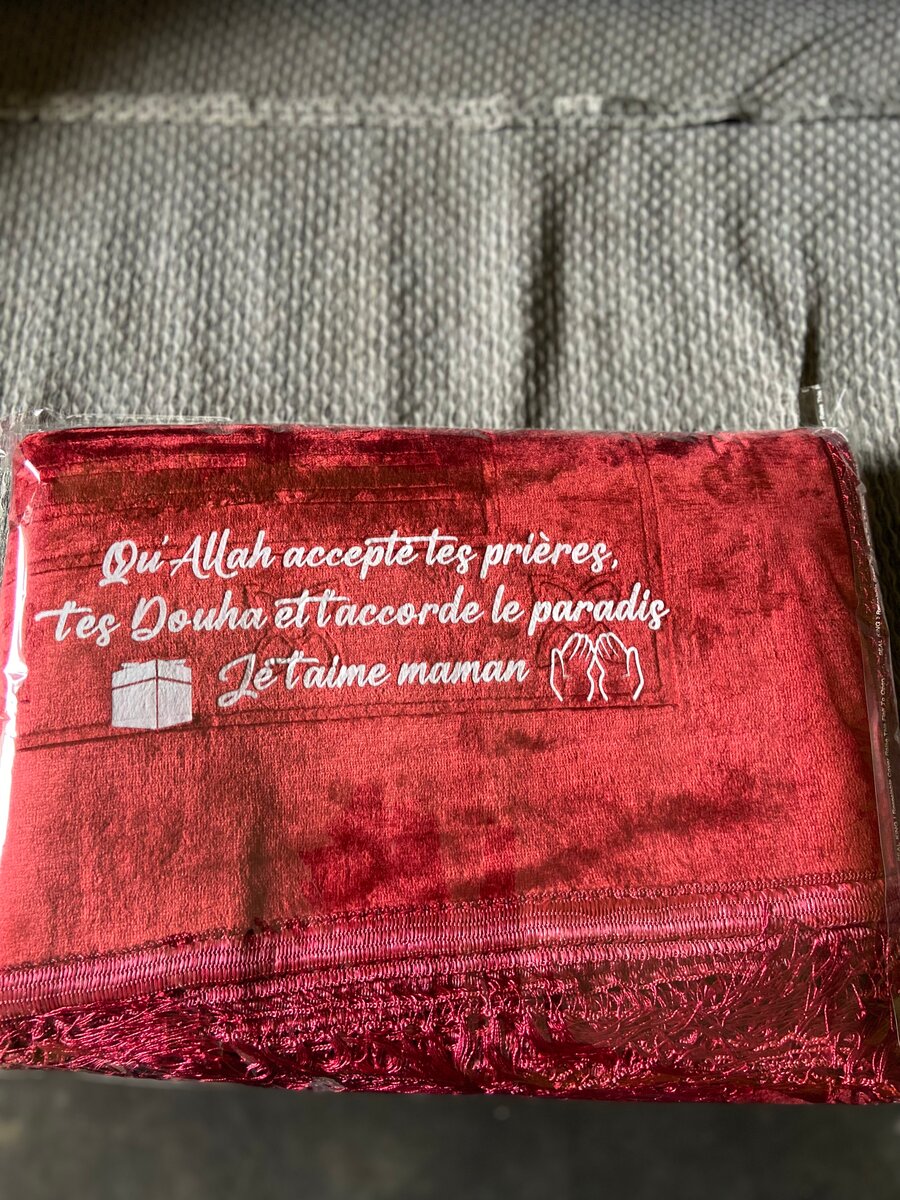 Qu'Allah accepte tes prières,
tes Douha et t'accorde le paradis
Je t'aime maman